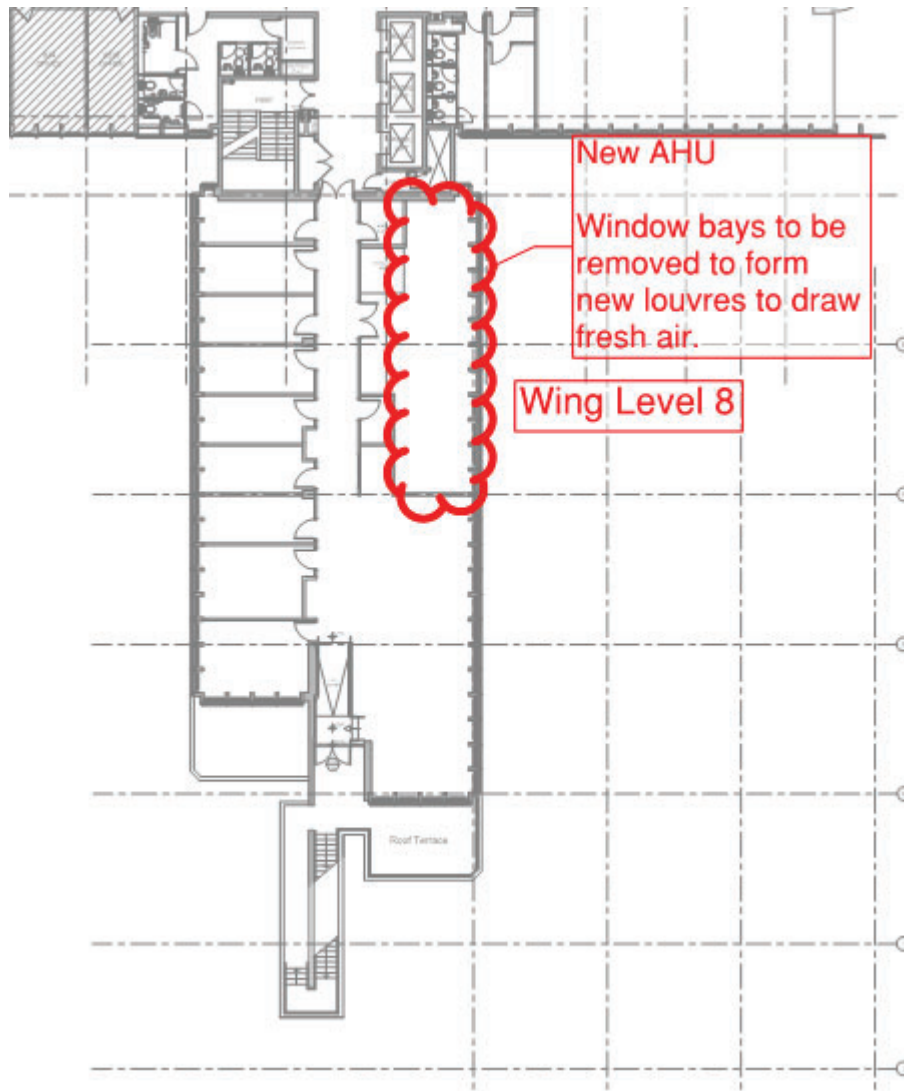 New AHU
Window bays to be
removed to form
new louvres to draw
fresh air.
Wing Level 8
Roof Terrace